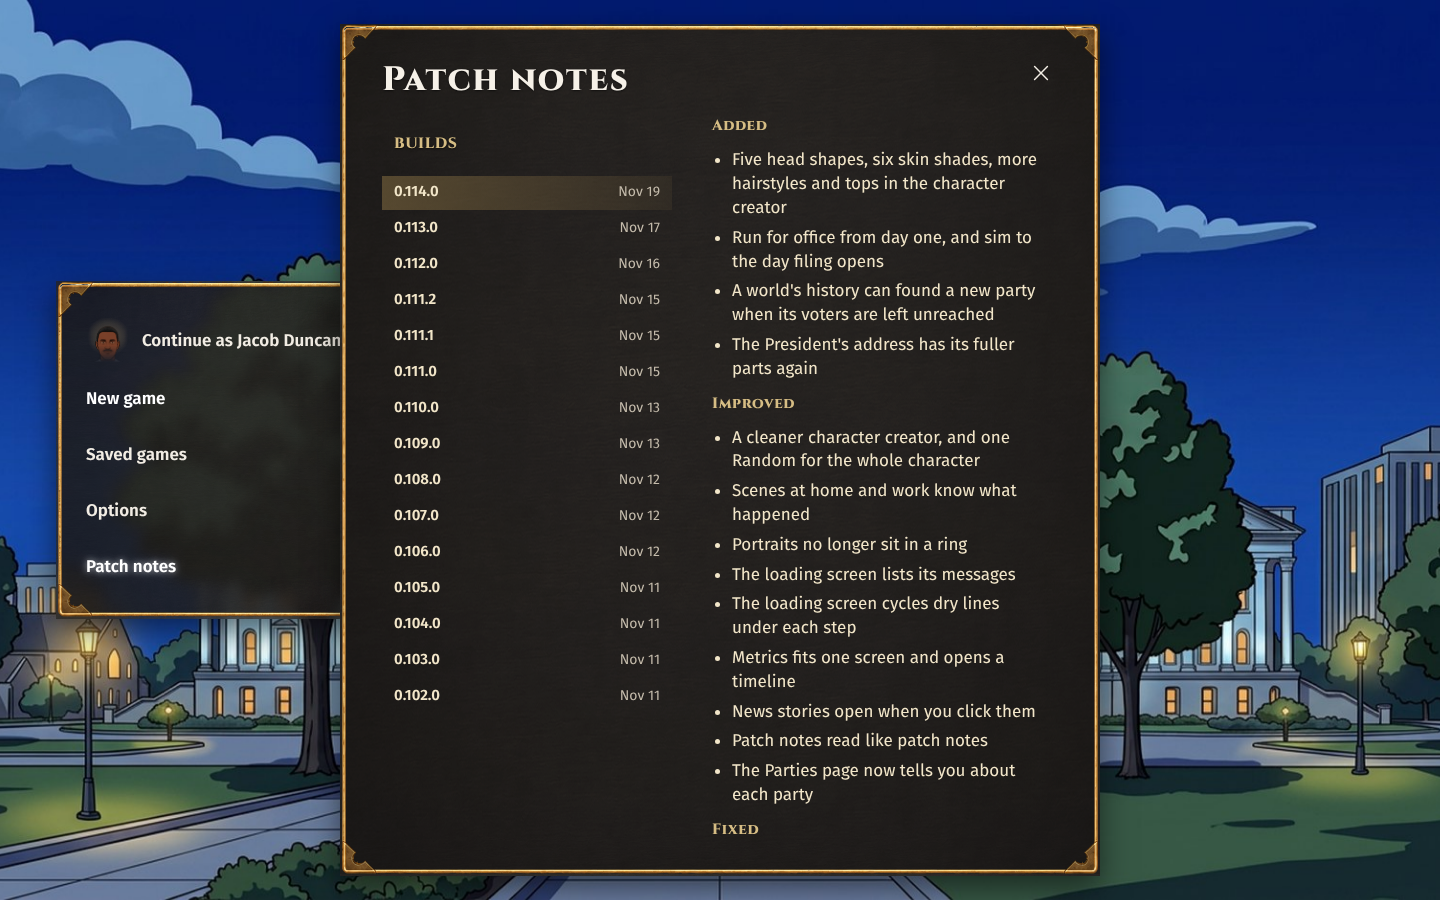 Patch notes
Builds
0.114.0 Nov 19
0.113.0 Nov 17
0.112.0 Nov 16
0.111.2 Nov 15
0.111.1 Nov 15
0.111.0 Nov 15
0.110.0 Nov 13
0.109.0 Nov 13
0.108.0 Nov 12
0.107.0 Nov 12
0.106.0 Nov 12
0.105.0 Nov 11
0.104.0 Nov 11
0.103.0 Nov 11
0.102.0 Nov 11
Added
• Five head shapes, six skin shades, more
hairstyles and tops in the character
creator
• Run for office from day one, and sim to
the day filing opens
• A world's history can found a new party
when its voters are left unreached
• The President's address has its fuller
parts again
Improved
• A cleaner character creator, and one
Random for the whole character
• Scenes at home and work know what
happened
• Portraits no longer sit in a ring
• The loading screen lists its messages
• The loading screen cycles dry lines
under each step
• Metrics fits one screen and opens a
timeline
• News stories open when you click them
• Patch notes read like patch notes
• The Parties page now tells you about
each party
Fixed
Continue as Jacob Duncan
New game
Saved games
Options
Patch notes